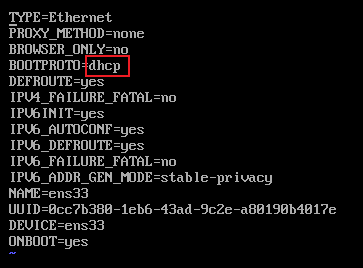 TYPE=Ethernet
PROXY_METHOD=none
BROWSER_ONLY=no
BOOTPROTO=dhcp
DEFROUTE=yes
IPV4_FAILURE_FATAL=no
IPV6INIT=yes
IPV6_AUTOCONF=yes
IPV6_DEFROUTE=yes
IPV6_FAILURE_FATAL=no
IPV6_ADDR_GEN_MODE=stable-privacy
NAME=ens33
UUID=0cc7b380-1eb6-43ad-9c2e-a80190b4017e
DEVICE=ens33
ONBOOT=yes
~